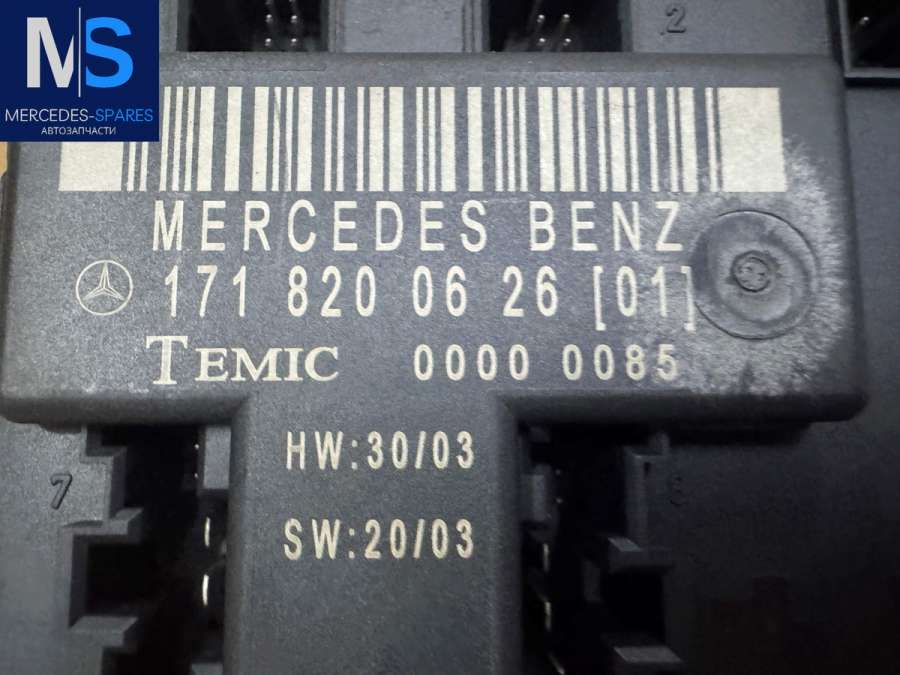 MS
MERCEDES-SPARES
АВТОЗАПЧАСТИ
2
MERCEDES BENZ
171 820 06 26 [01]
TEMIC 0000 0085
HW:30/03
7
SW:20/03